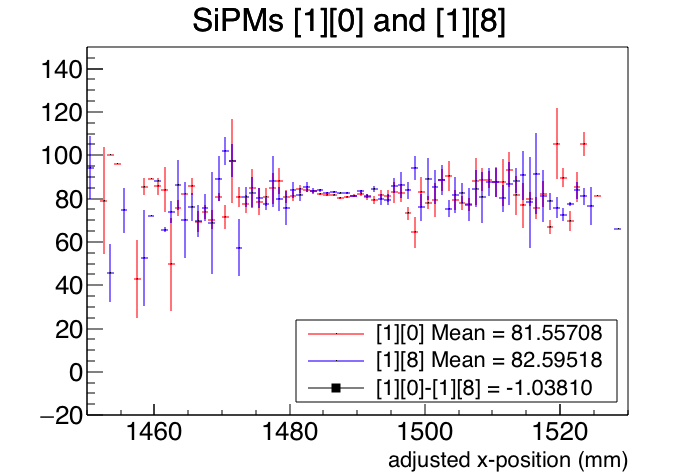 SiPMs [1][0] and [1][8]
140
120
100
80
60
40
20
0
−20
1460 1480 1500 1520
adjusted x-position (mm)
[1][0] Mean = 81.55708
[1][8] Mean = 82.59518
[1][0]-[1][8] = -1.03810